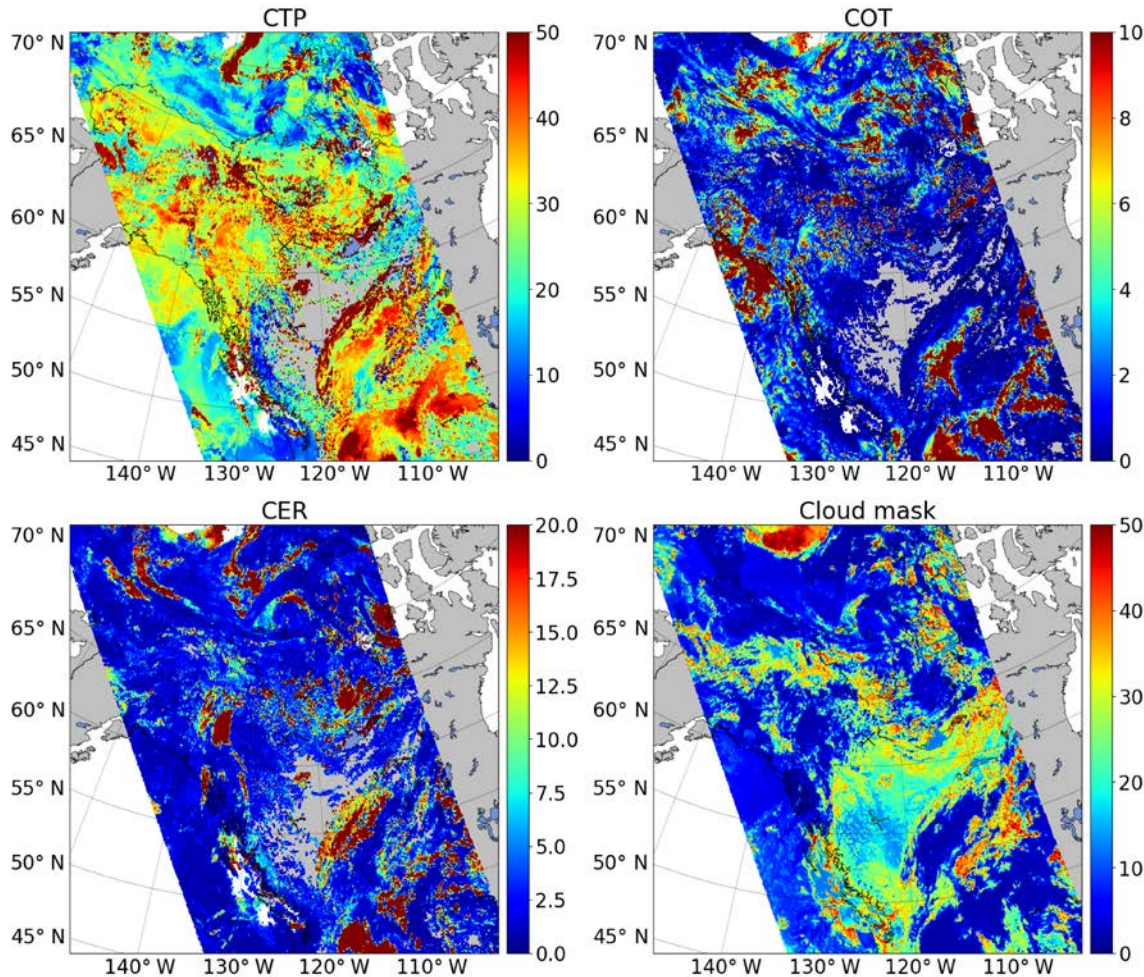 CTP
COT
70° N
65° N
60° N
55° N
50° N
45° N
140° W
130° W
120° W
110° W
50
40
30
20
10
0
70° N
65° N
60° N
55° N
50° N
45° N
140° W
130° W
120° W
110° W
10
8
6
4
2
0
CER
Cloud mask
70° N
65° N
60° N
55° N
50° N
45° N
140° W
130° W
120° W
110° W
20.0
17.5
15.0
12.5
10.0
7.5
5.0
2.5
0.0
70° N
65° N
60° N
55° N
50° N
45° N
140° W
130° W
120° W
110° W
50
40
30
20
10
0